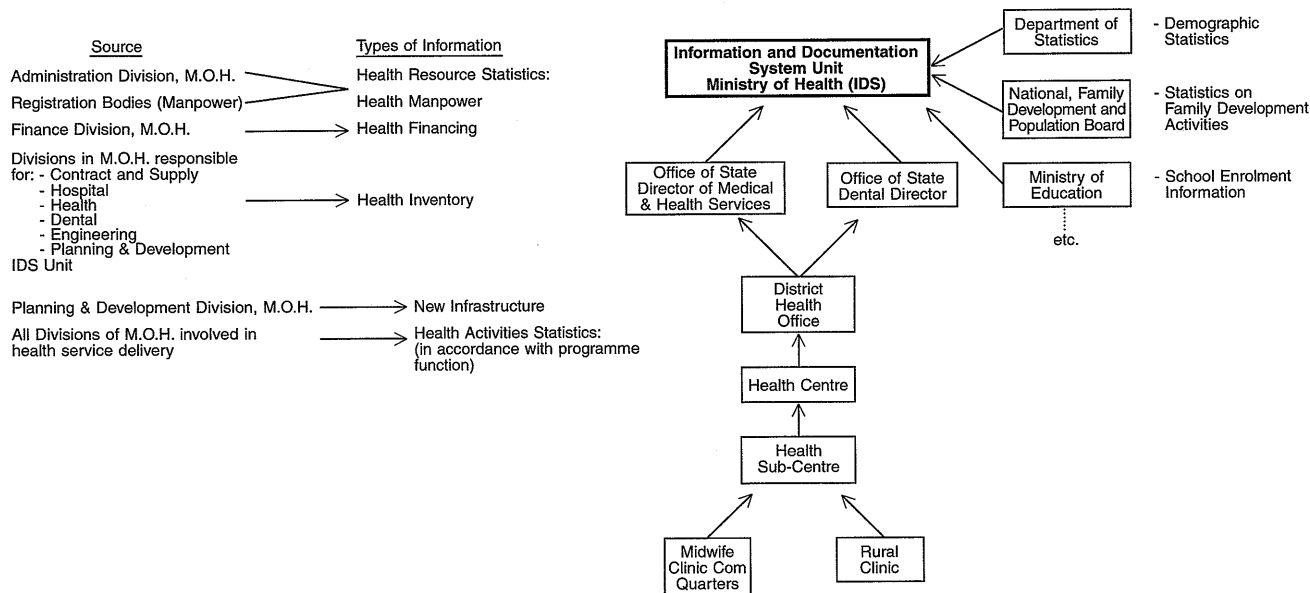 Source
Types of Information
Administration Division, M.O.H.
Registration Bodies (Manpower)
Health Resource Statistics:
Health Manpower
Finance Division, M.O.H.
Health Financing
Divisions in M.O.H. responsible
for: - Contract and Supply
- Hospital
- Health
- Dental
- Engineering
- Planning & Development
IDS Unit
Health Inventory
Planning & Development Division, M.O.H.
New Infrastructure
All Divisions of M.O.H. involved in
health service delivery
Health Activities Statistics:
(in accordance with programme
function)
Information and Documentation
System Unit
Ministry of Health (IDS)
Department of
Statistics
- Demographic
Statistics
National, Family
Development and
Population Board
- Statistics on
Family Development
Activities
Office of State
Director of Medical
& Health Services
Office of State
Dental Director
Ministry of
Education
- School Enrolment
Information
etc.
District
Health
Office
Health Centre
Health
Sub-Centre
Midwife
Clinic Com
Quarters
Rural
Clinic